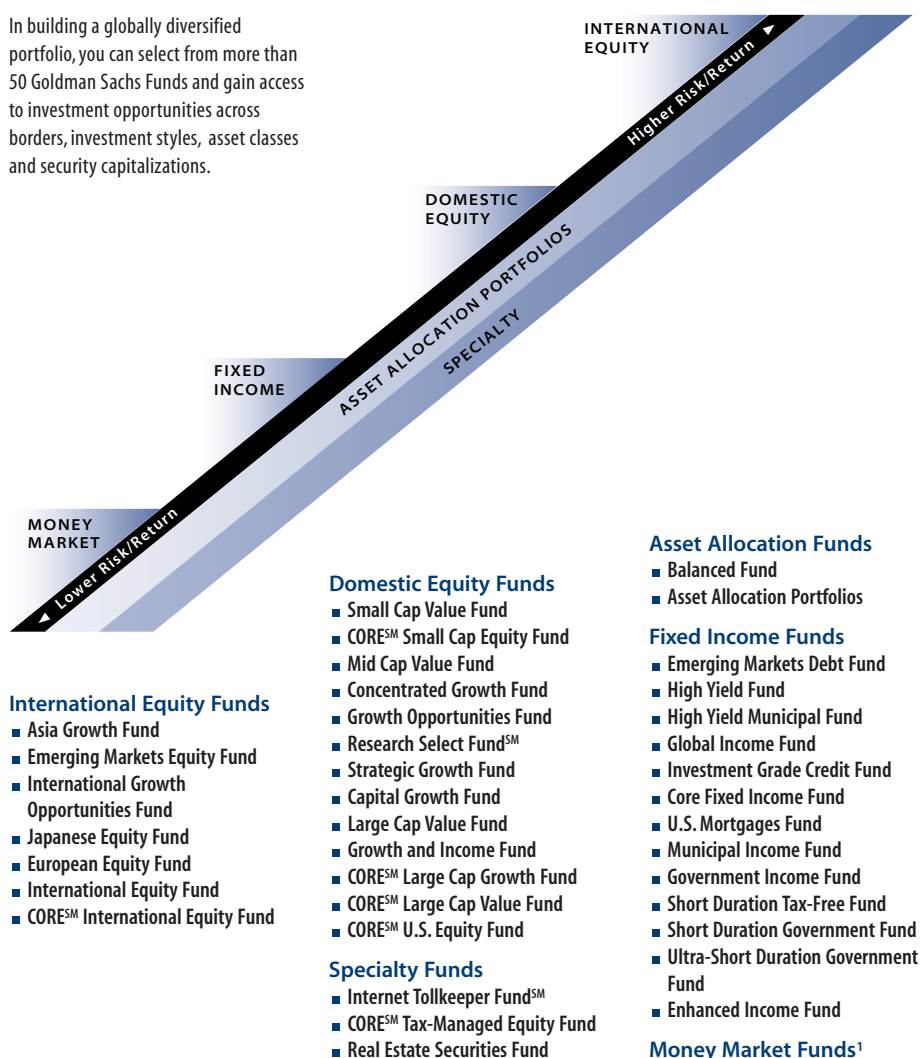 In building a globally diversified
portfolio, you can select from more than
50 Goldman Sachs Funds and gain access
to investment opportunities across
borders, investment styles, asset classes
and security capitalizations.
INTERNATIONAL
EQUITY
Higher Risk/Return
DOMESTIC
EQUITY
ASSET ALLOCATION PORTFOLIOS
SPECIALTY
FIXED
INCOME
MONEY
MARKET
Lower Risk/Return
International Equity Funds
■ Asia Growth Fund
■ Emerging Markets Equity Fund
■ International Growth
Opportunities Fund
■ Japanese Equity Fund
■ European Equity Fund
■ International Equity Fund
■ CORE℠ International Equity Fund
Domestic Equity Funds
■ Small Cap Value Fund
■ CORE℠ Small Cap Equity Fund
■ Mid Cap Value Fund
■ Concentrated Growth Fund
■ Growth Opportunities Fund
■ Research Select Fund℠
■ Strategic Growth Fund
■ Capital Growth Fund
■ Large Cap Value Fund
■ Growth and Income Fund
■ CORE℠ Large Cap Growth Fund
■ CORE℠ Large Cap Value Fund
■ CORE℠ U.S. Equity Fund
Specialty Funds
■ Internet Tollkeeper Fund℠
■ CORE℠ Tax-Managed Equity Fund
■ Real Estate Securities Fund
Asset Allocation Funds
■ Balanced Fund
■ Asset Allocation Portfolios
Fixed Income Funds
■ Emerging Markets Debt Fund
■ High Yield Fund
■ High Yield Municipal Fund
■ Global Income Fund
■ Investment Grade Credit Fund
■ Core Fixed Income Fund
■ U.S. Mortgages Fund
■ Municipal Income Fund
■ Government Income Fund
■ Short Duration Tax-Free Fund
■ Short Duration Government Fund
■ Ultra-Short Duration Government
Fund
■ Enhanced Income Fund
Money Market Funds¹